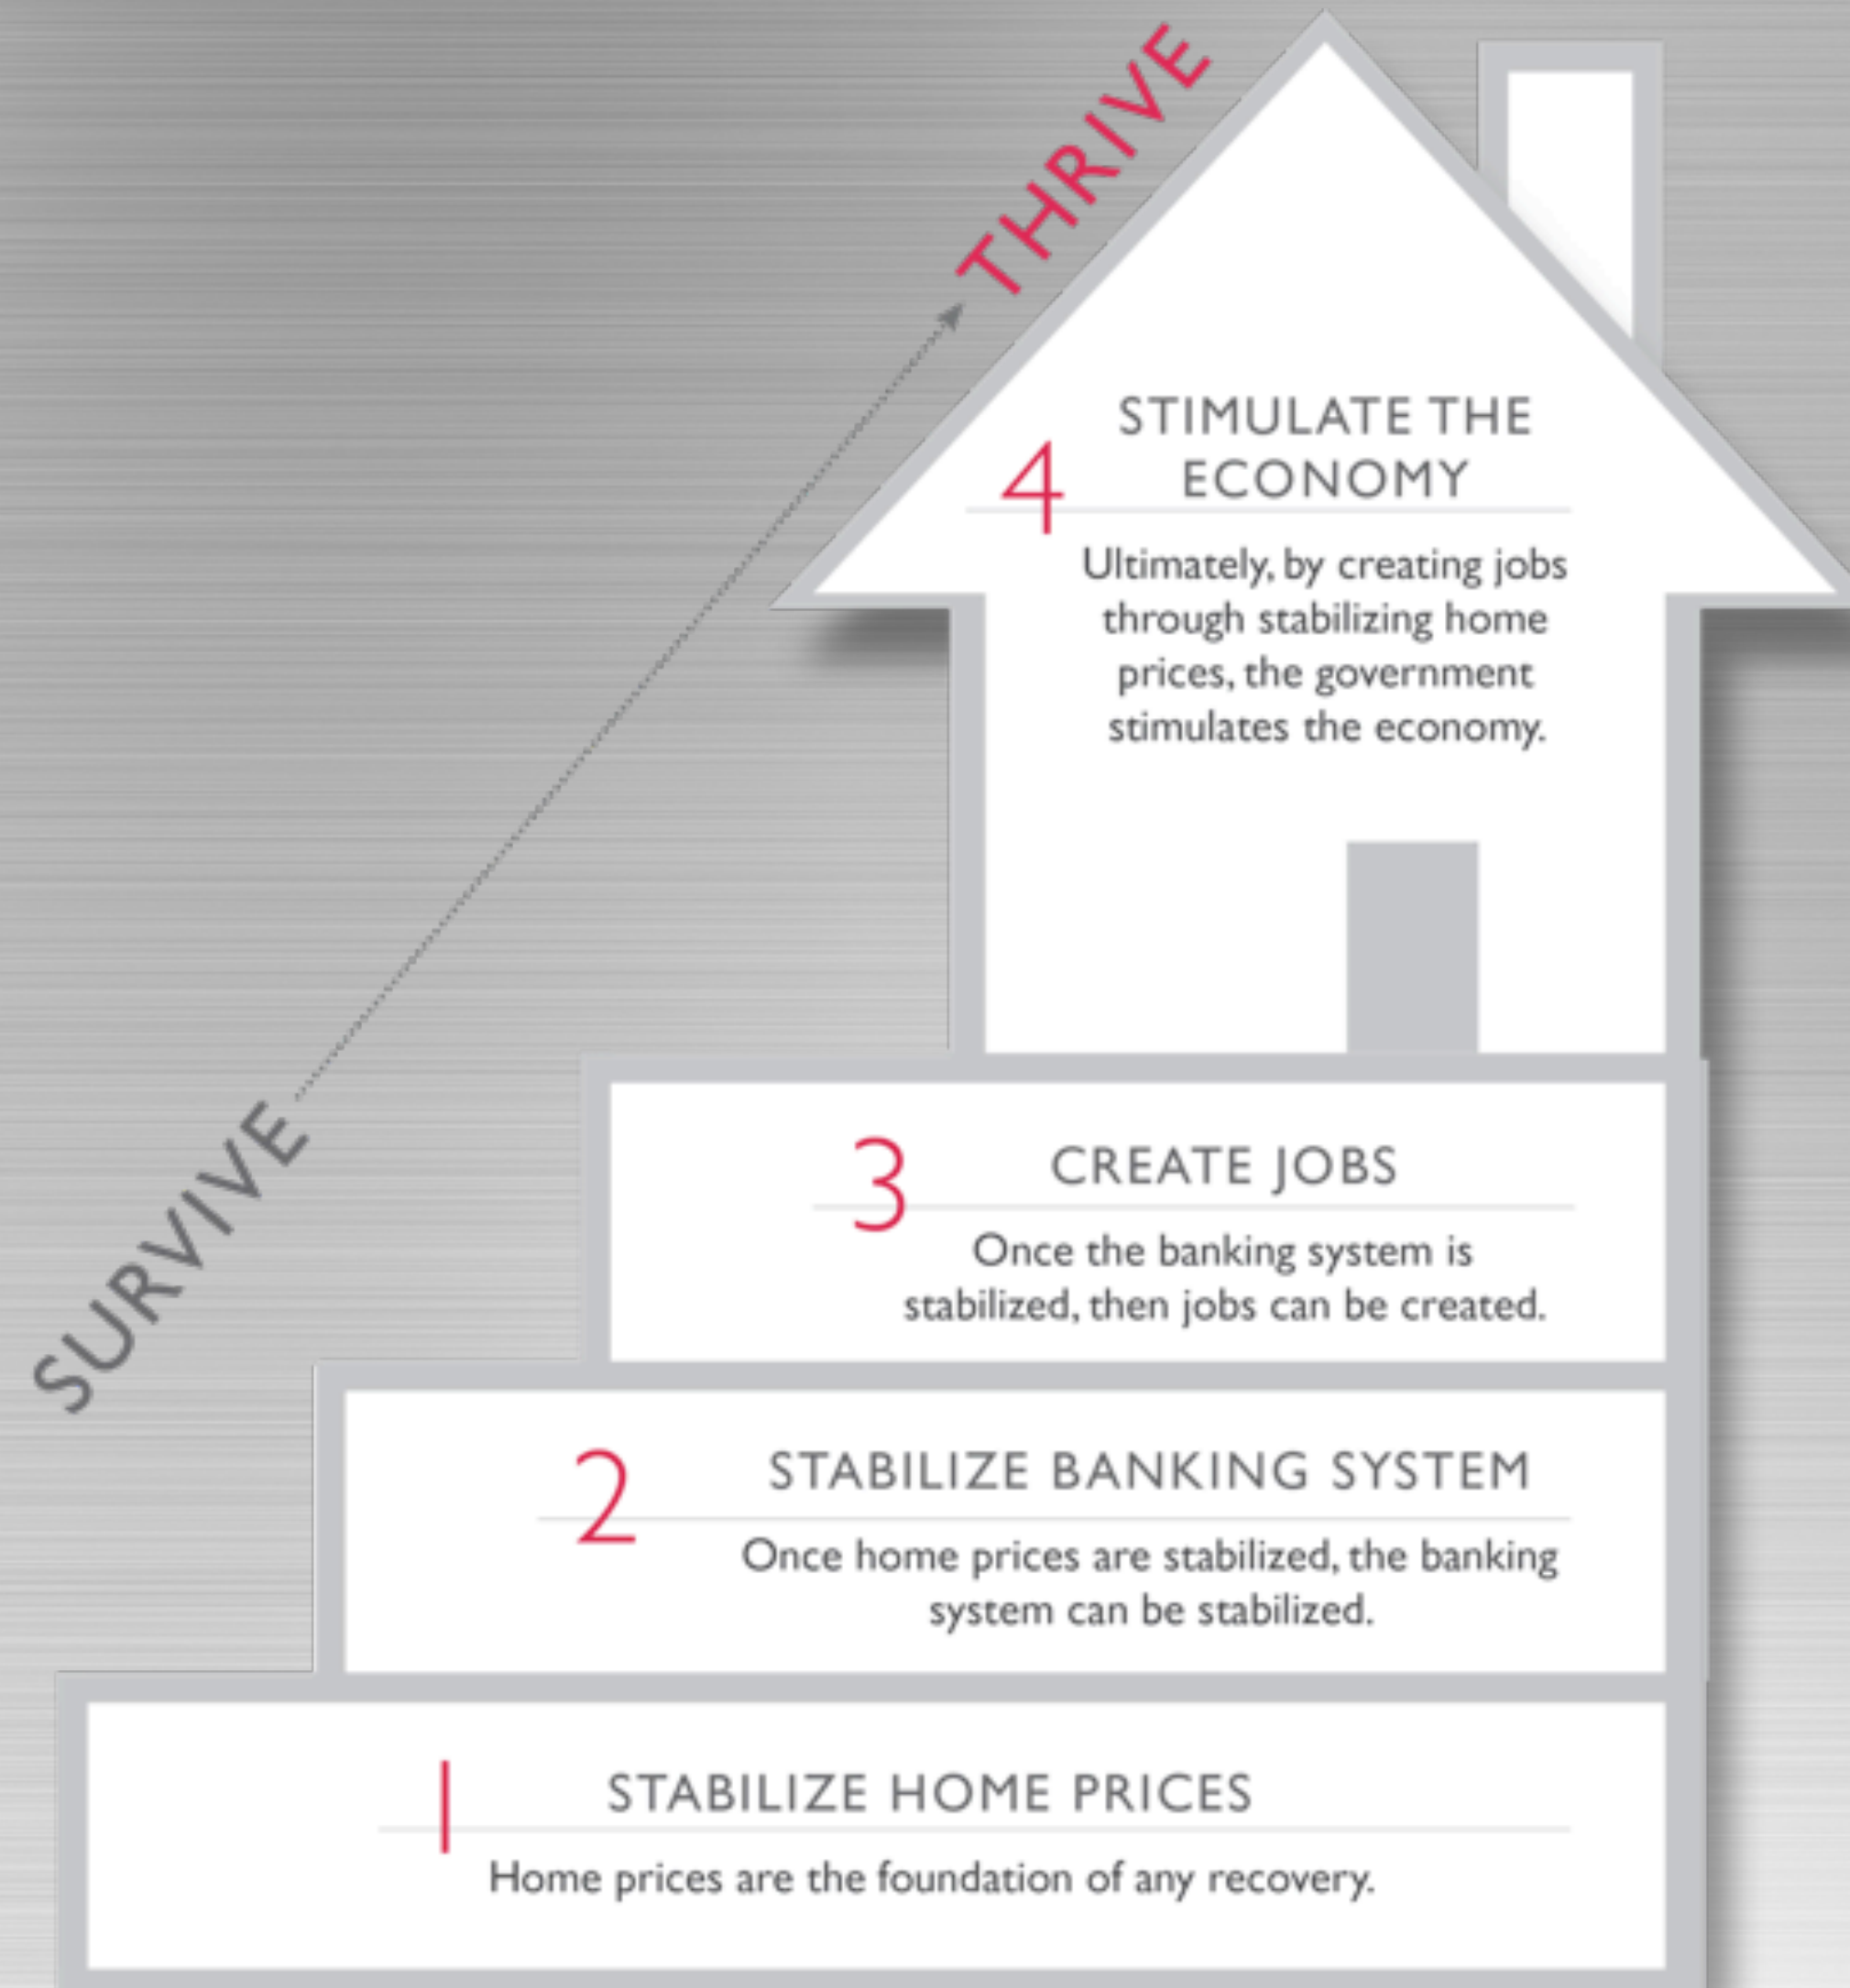 THRIVE
STIMULATE THE
ECONOMY
4
Ultimately, by creating jobs
through stabilizing home
prices, the government
stimulates the economy.
SURVIVE
3
CREATE JOBS
Once the banking system is
stabilized, then jobs can be created.
2
STABILIZE BANKING SYSTEM
Once home prices are stabilized, the banking
system can be stabilized.
1
STABILIZE HOME PRICES
Home prices are the foundation of any recovery.